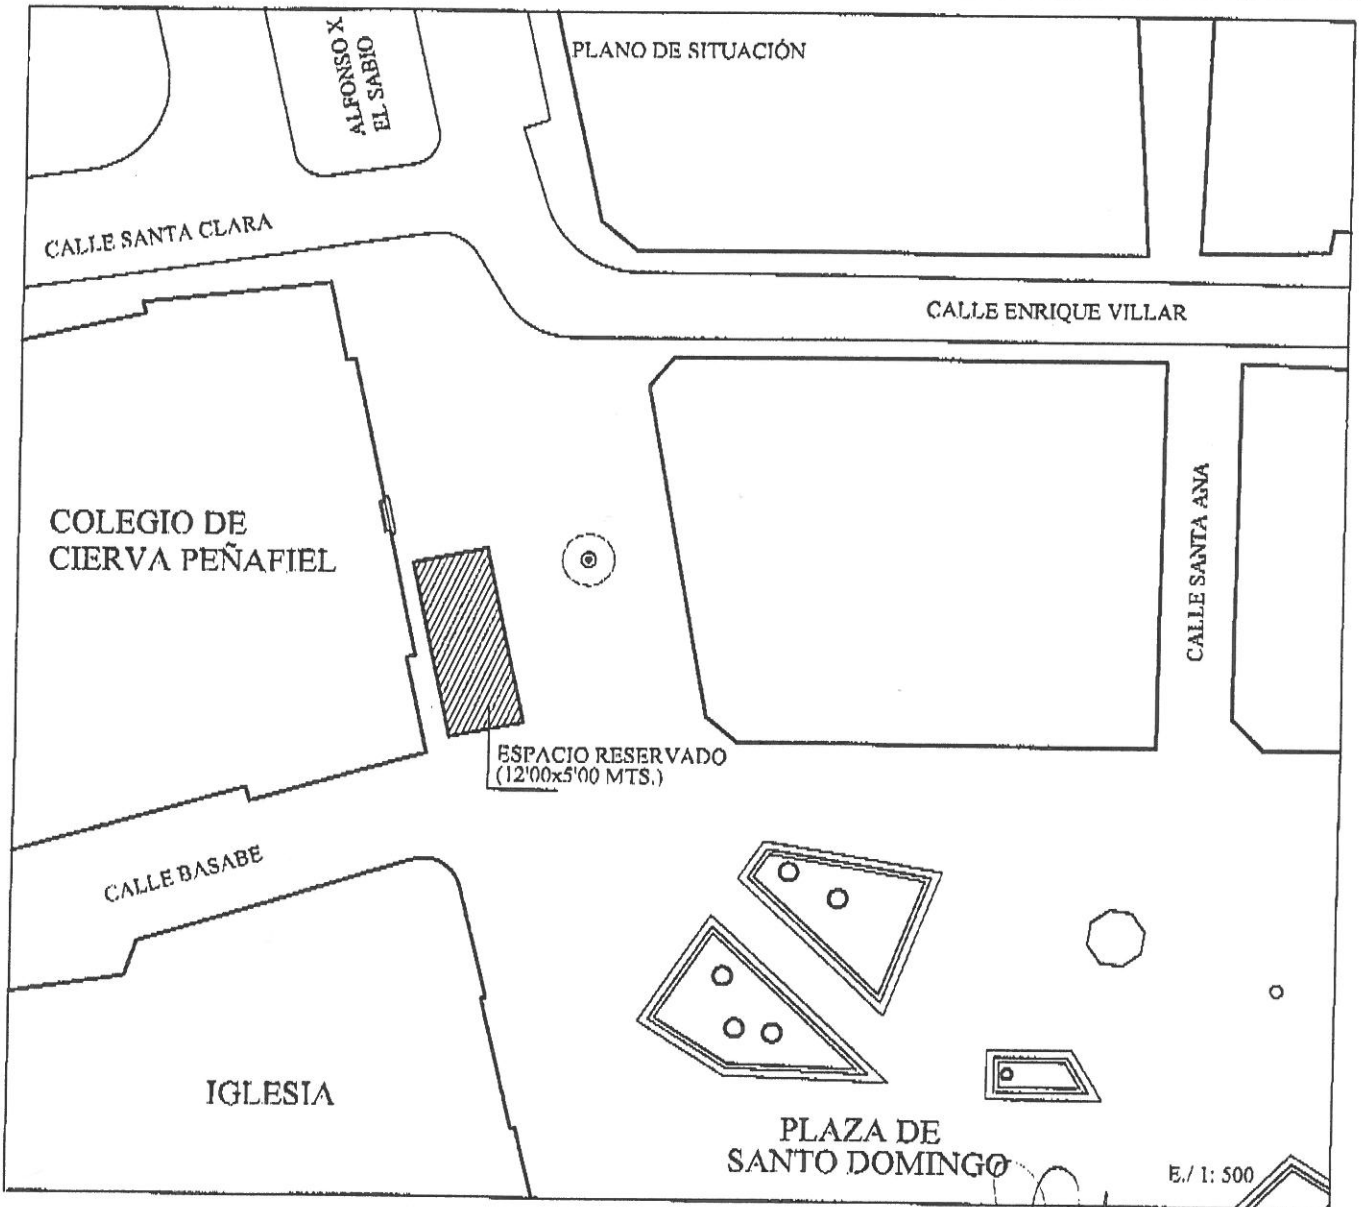 PLANO DE SITUACIÓN
ALFONSO X
EL SABIO
CALLE SANTA CLARA
CALLE ENRIQUE VILLAR
COLEGIO DE
CIERVA PEÑAFIEL
CALLE SANTA ANA
ESPACIO RESERVADO
(12'00x5'00 MTS.)
CALLE BASABE
IGLESIA
PLAZA DE
SANTO DOMINGO
E./ 1: 500